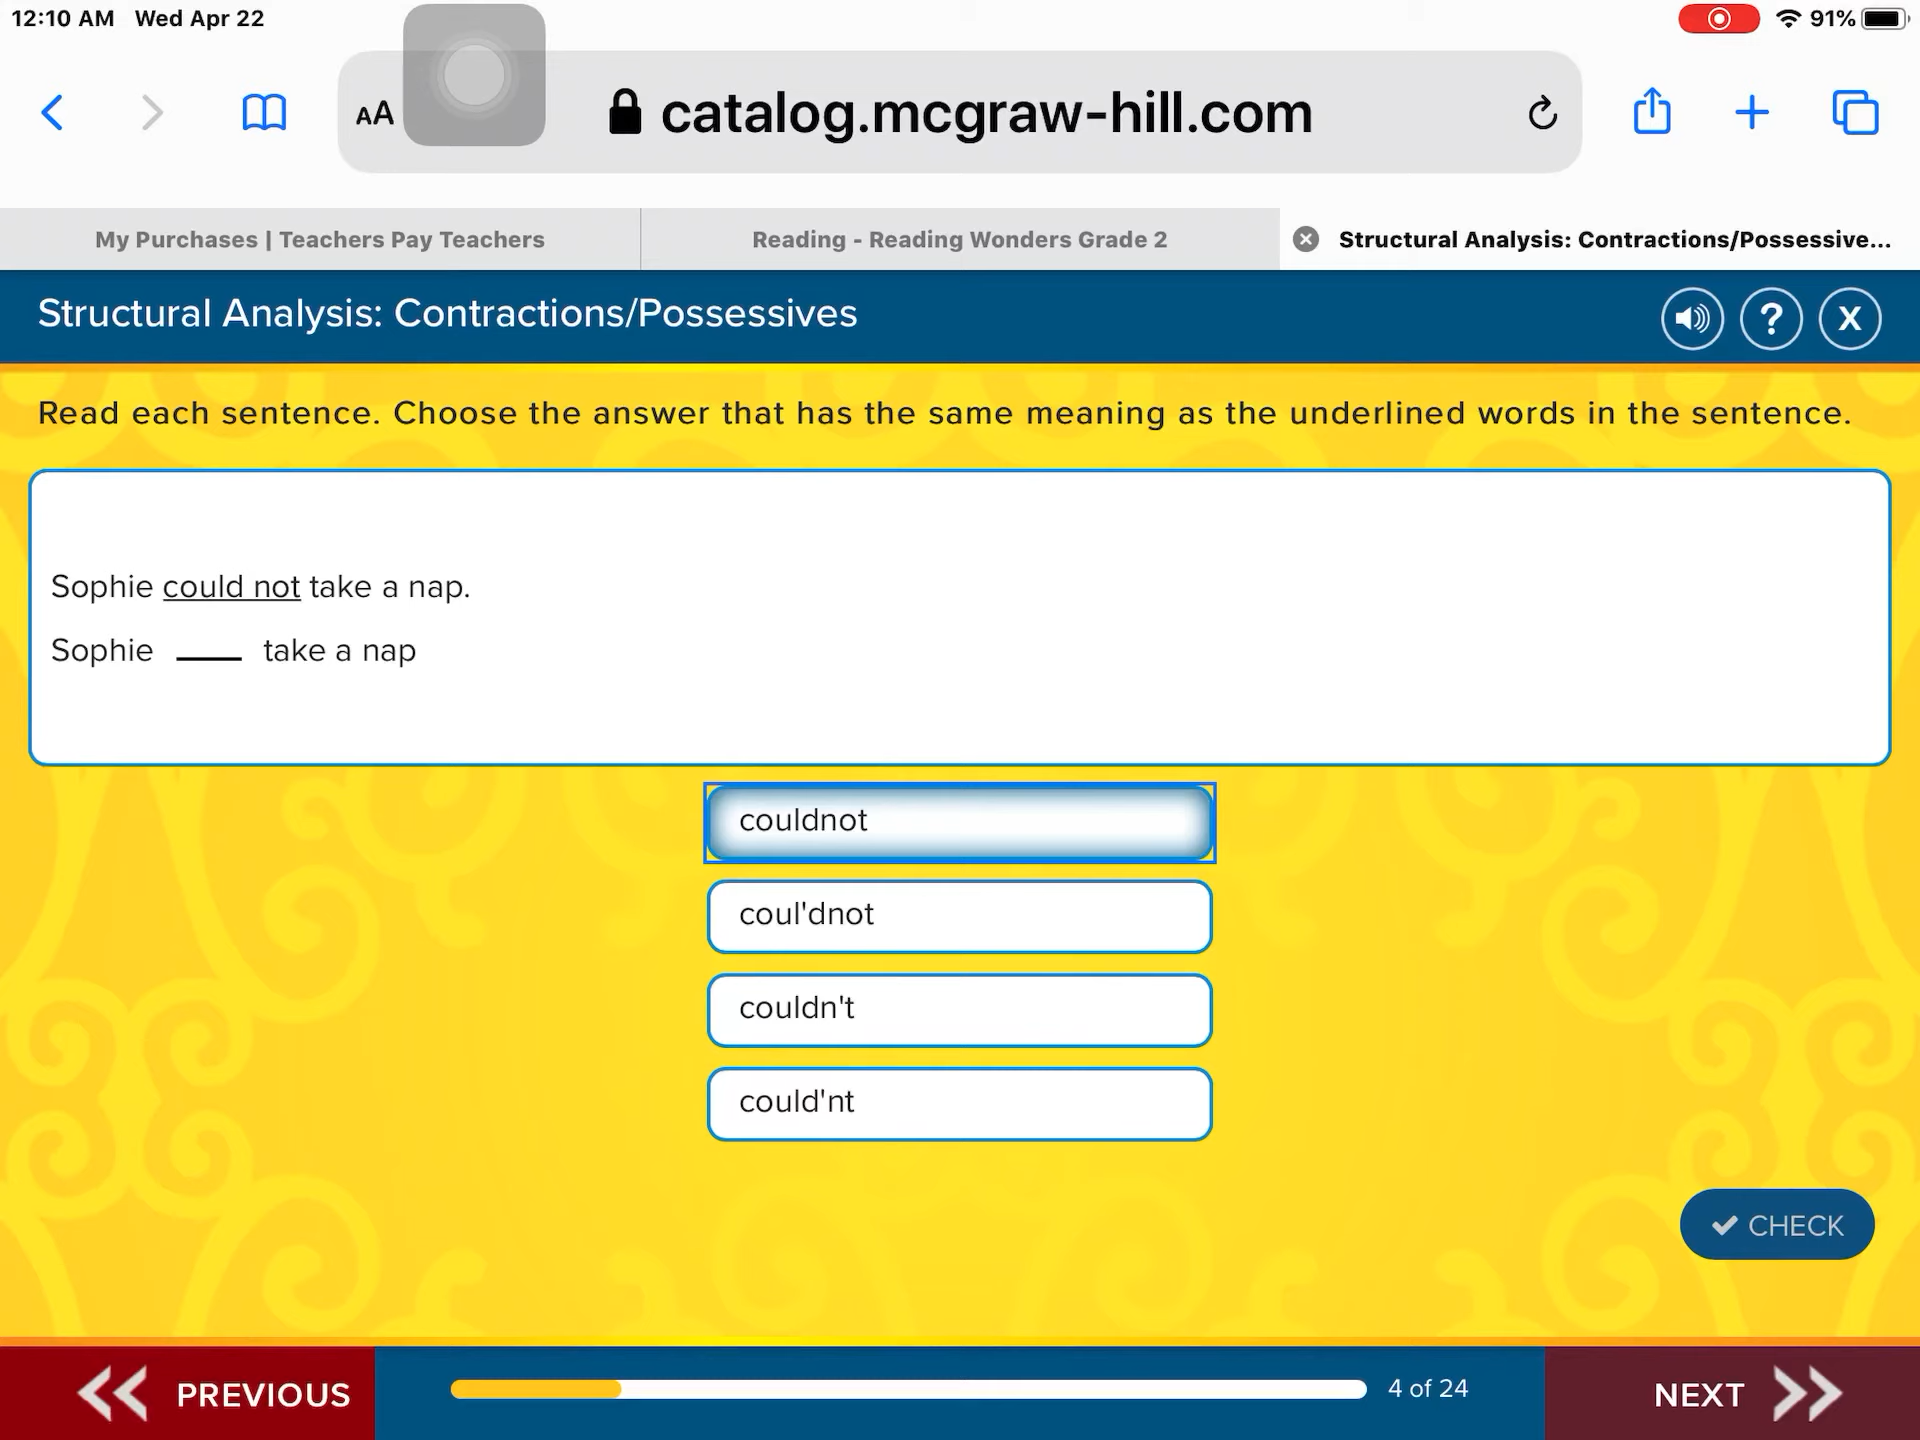 12:10 AM Wed Apr 22
91%
AA catalog.mcgraw-hill.com
My Purchases | Teachers Pay Teachers
Reading - Reading Wonders Grade 2
Structural Analysis: Contractions/Possessive...
Structural Analysis: Contractions/Possessives
? X
Read each sentence. Choose the answer that has the same meaning as the underlined words in the sentence.
Sophie could not take a nap.
Sophie ____ take a nap
couldnot
coul'dnot
couldn't
could'nt
CHECK
PREVIOUS
4 of 24
NEXT